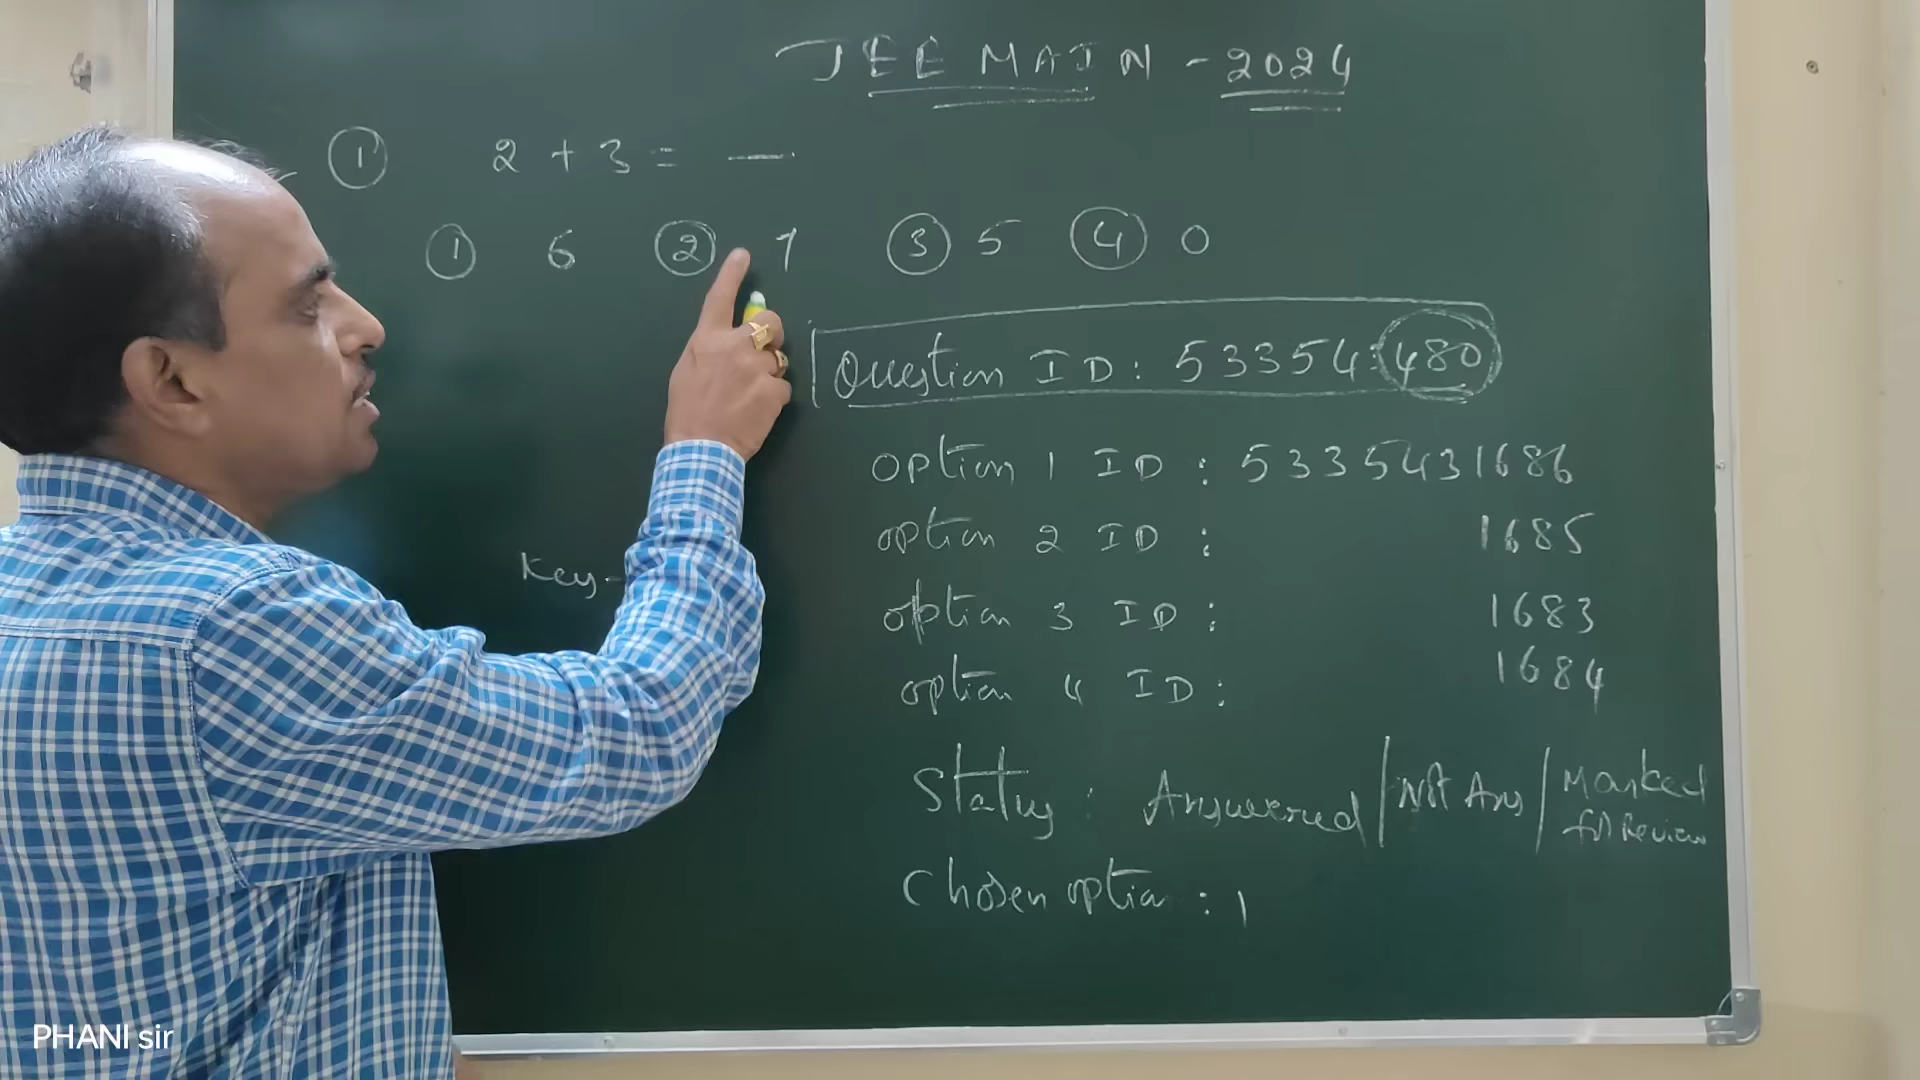 JEE MAIN - 2024
① 2 + 3 = —
① 6 ② 7 ③ 5 ④ 0
Question ID: 53354:480
option 1 ID : 5335431686
option 2 ID : 1685
option 3 ID : 1683
option 4 ID : 1684
Key -
Status : Answered / Not Ans / Marked for Review
Chosen option : 1
PHANI sir